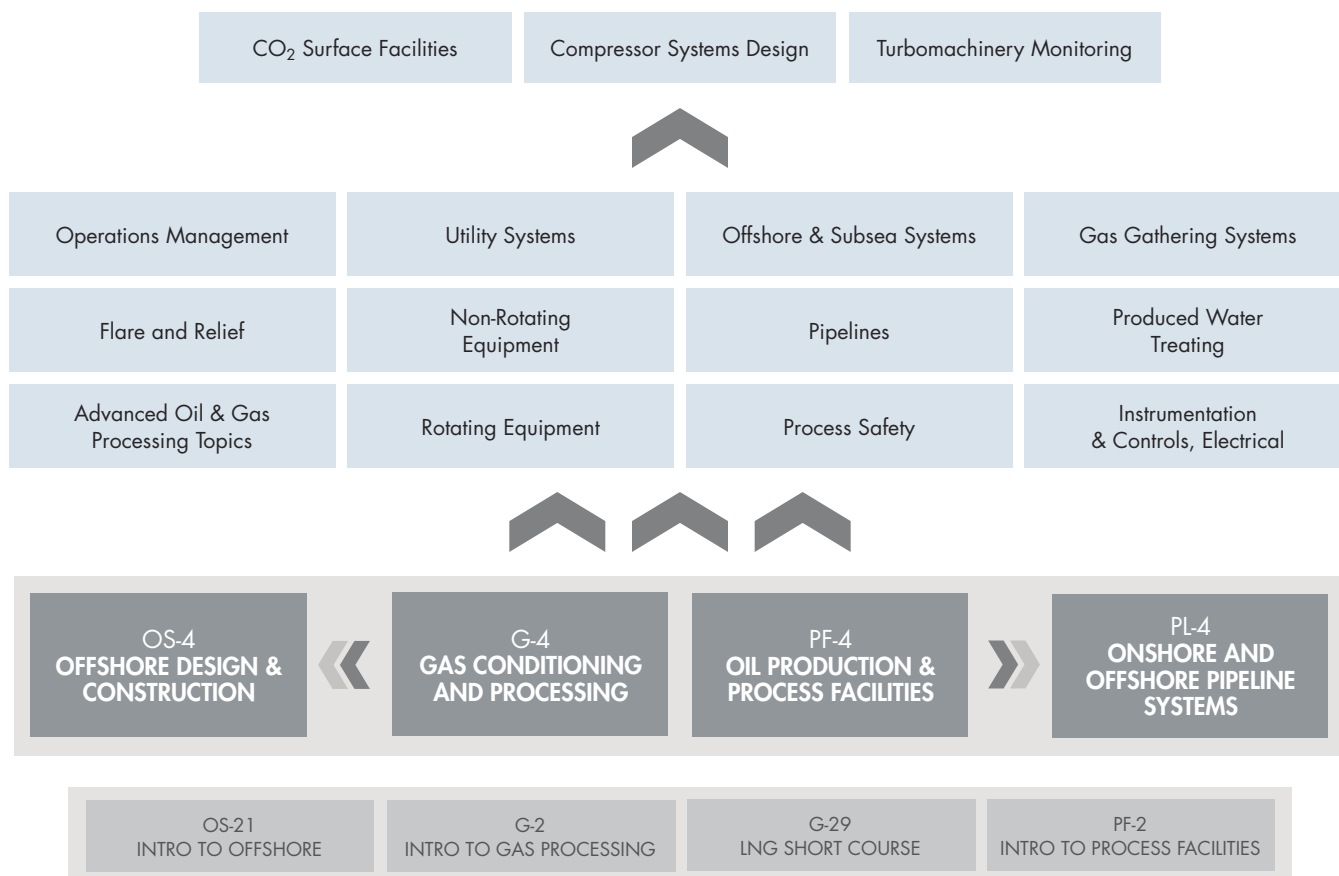 CO₂ Surface Facilities
Compressor Systems Design
Turbomachinery Monitoring
Operations Management
Utility Systems
Offshore & Subsea Systems
Gas Gathering Systems
Flare and Relief
Non-Rotating
Equipment
Pipelines
Produced Water
Treating
Advanced Oil & Gas
Processing Topics
Rotating Equipment
Process Safety
Instrumentation
& Controls, Electrical
OS-4
OFFSHORE DESIGN &
CONSTRUCTION
G-4
GAS CONDITIONING
AND PROCESSING
PF-4
OIL PRODUCTION &
PROCESS FACILITIES
PL-4
ONSHORE AND
OFFSHORE PIPELINE
SYSTEMS
OS-21
INTRO TO OFFSHORE
G-2
INTRO TO GAS PROCESSING
G-29
LNG SHORT COURSE
PF-2
INTRO TO PROCESS FACILITIES